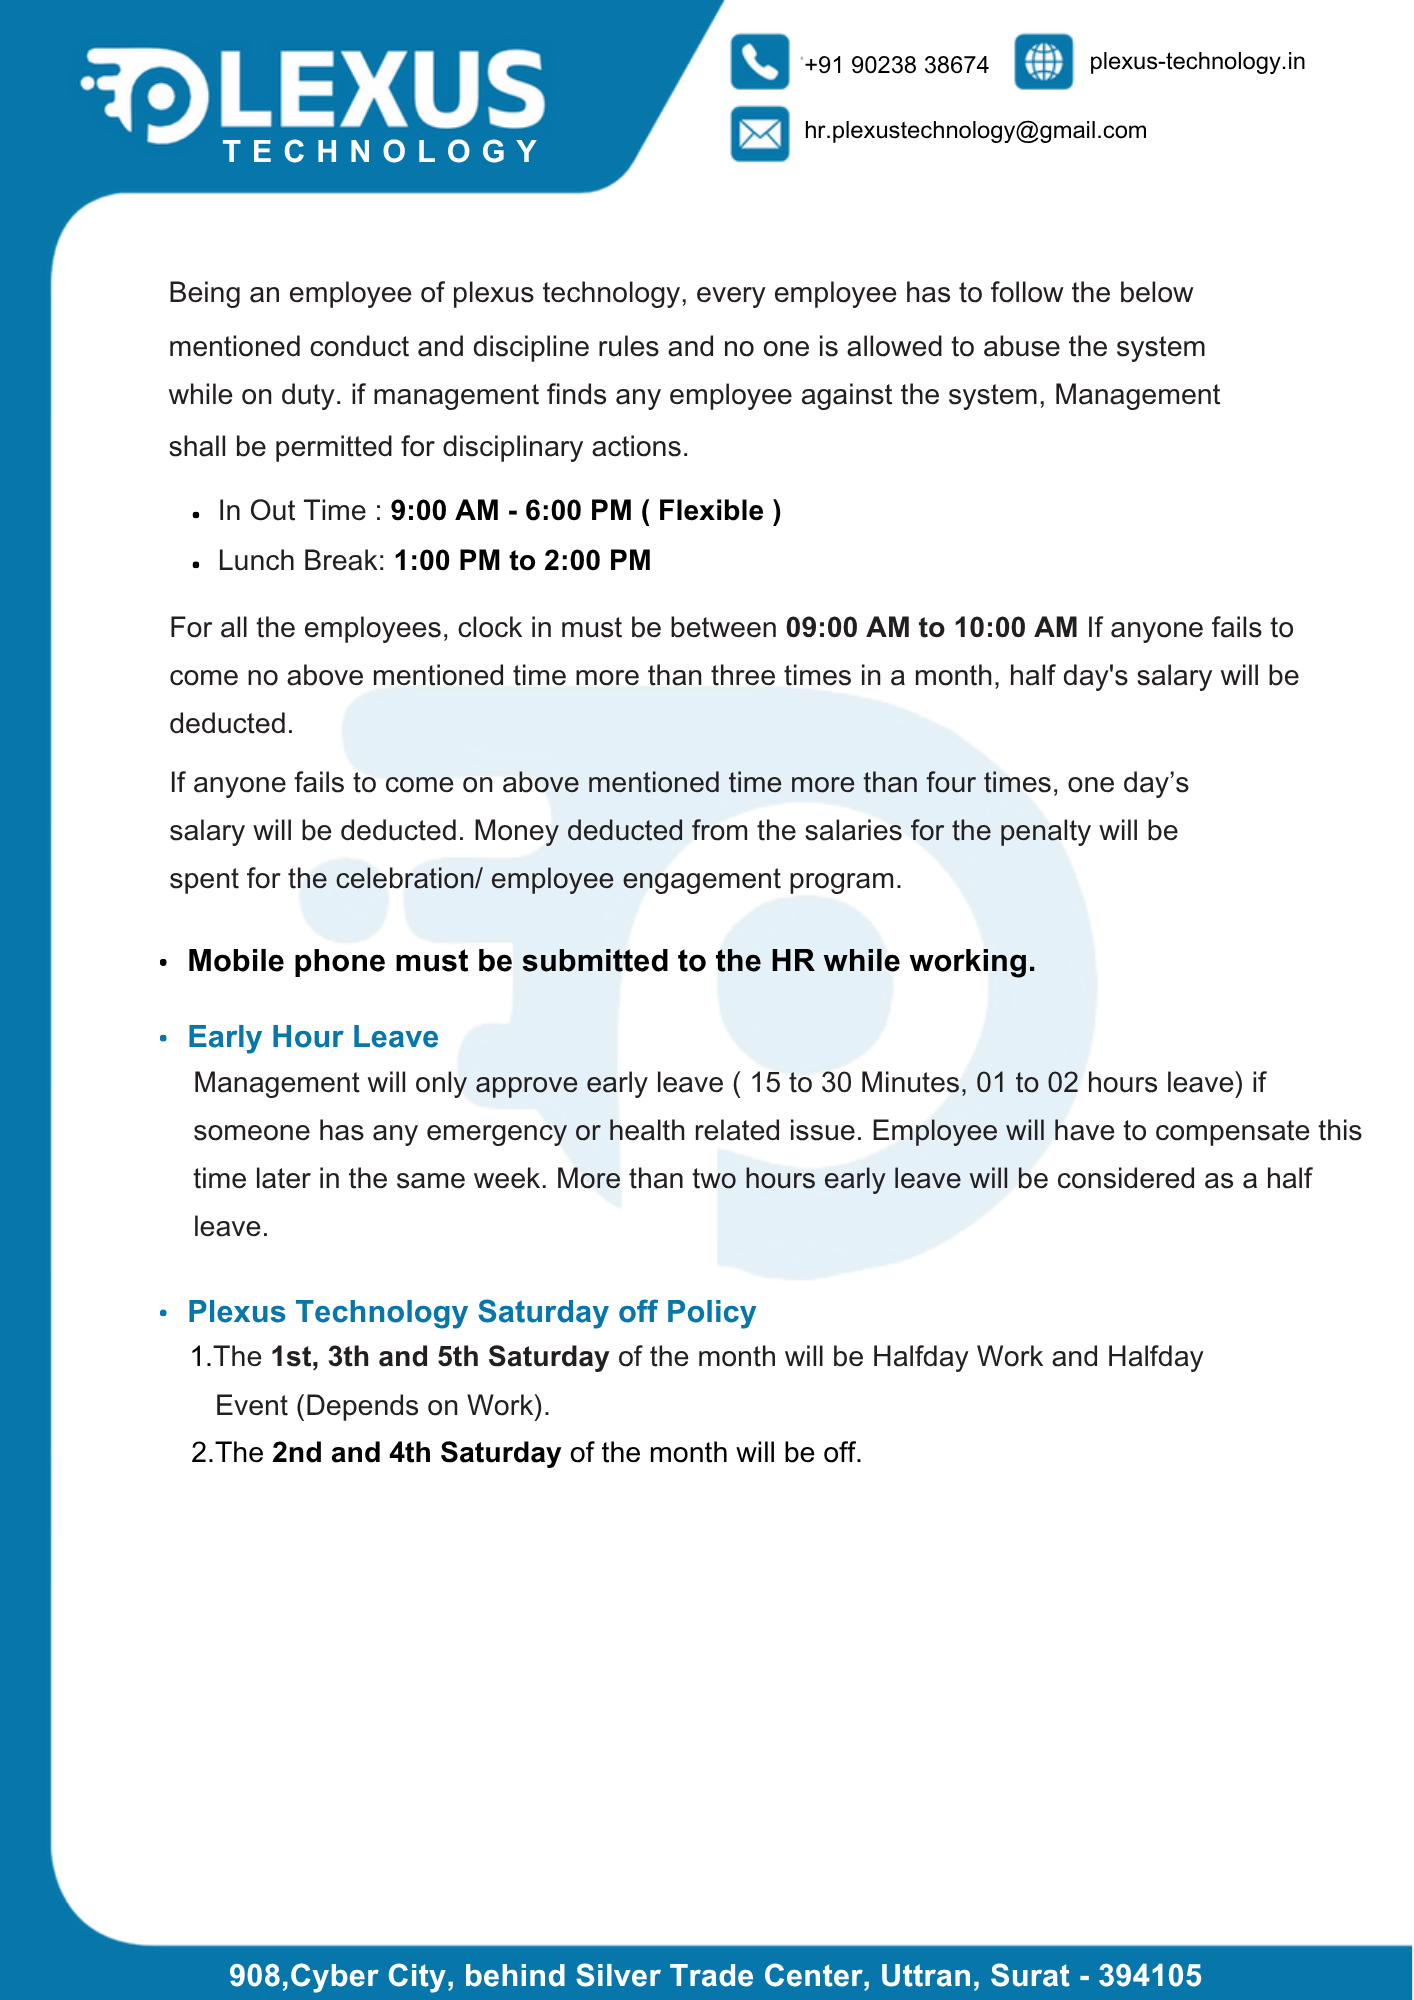 PLEXUS
TECHNOLOGY
+91 90238 38674
plexus-technology.in
hr.plexustechnology@gmail.com
Being an employee of plexus technology, every employee has to follow the below
mentioned conduct and discipline rules and no one is allowed to abuse the system
while on duty. if management finds any employee against the system, Management
shall be permitted for disciplinary actions.
• In Out Time : 9:00 AM - 6:00 PM ( Flexible )
• Lunch Break: 1:00 PM to 2:00 PM
For all the employees, clock in must be between 09:00 AM to 10:00 AM If anyone fails to
come no above mentioned time more than three times in a month, half day's salary will be
deducted.
If anyone fails to come on above mentioned time more than four times, one day’s
salary will be deducted. Money deducted from the salaries for the penalty will be
spent for the celebration/ employee engagement program.
• Mobile phone must be submitted to the HR while working.
• Early Hour Leave
Management will only approve early leave ( 15 to 30 Minutes, 01 to 02 hours leave) if
someone has any emergency or health related issue. Employee will have to compensate this
time later in the same week. More than two hours early leave will be considered as a half
leave.
• Plexus Technology Saturday off Policy
1.The 1st, 3th and 5th Saturday of the month will be Halfday Work and Halfday
Event (Depends on Work).
2.The 2nd and 4th Saturday of the month will be off.
908,Cyber City, behind Silver Trade Center, Uttran, Surat - 394105